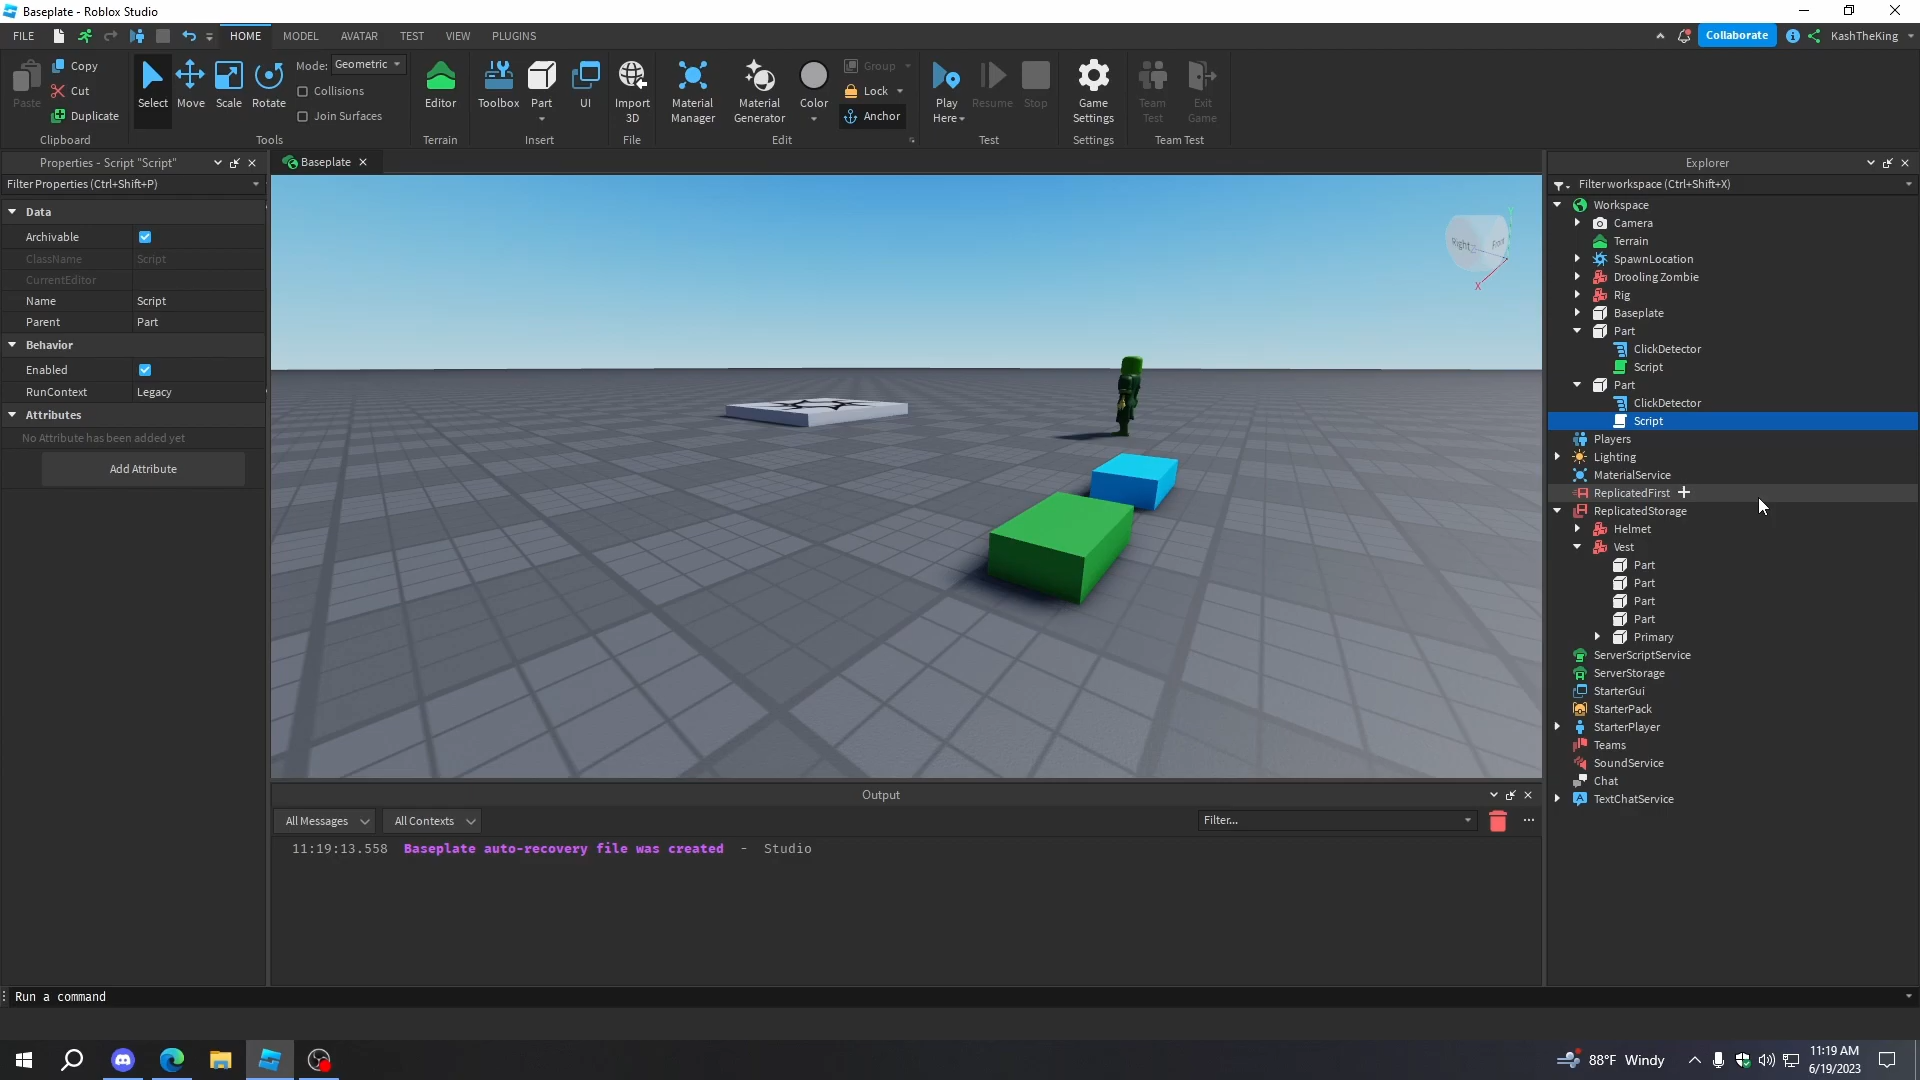 Baseplate - Roblox Studio
FILE HOME MODEL AVATAR TEST VIEW PLUGINS Collaborate KashTheKing
Paste
Copy
Cut
Duplicate
Clipboard
Select Move Scale Rotate
Mode: Geometric
Collisions
Join Surfaces
Tools
Editor
Terrain
Toolbox Part UI
Insert
Import
3D
File
Material
Manager
Material
Generator
Color
Group
Lock
Anchor
Edit
Play
Here
Resume Stop
Test
Game
Settings
Settings
Team
Test
Exit
Game
Team Test
Properties - Script "Script"
Filter Properties (Ctrl+Shift+P)
Data
Archivable
ClassName Script
CurrentEditor
Name Script
Parent Part
Behavior
Enabled
RunContext Legacy
Attributes
No Attribute has been added yet
Add Attribute
Baseplate
Right
X
Output
All Messages All Contexts Filter...
11:19:13.558 Baseplate auto-recovery file was created - Studio
Explorer
Filter workspace (Ctrl+Shift+X)
Workspace
Camera
Terrain
SpawnLocation
Drooling Zombie
Rig
Baseplate
Part
ClickDetector
Script
Part
ClickDetector
Script
Players
Lighting
MaterialService
ReplicatedFirst
ReplicatedStorage
Helmet
Vest
Part
Part
Part
Part
Primary
ServerScriptService
ServerStorage
StarterGui
StarterPack
StarterPlayer
Teams
SoundService
Chat
TextChatService
Run a command
88°F Windy
11:19 AM
6/19/2023